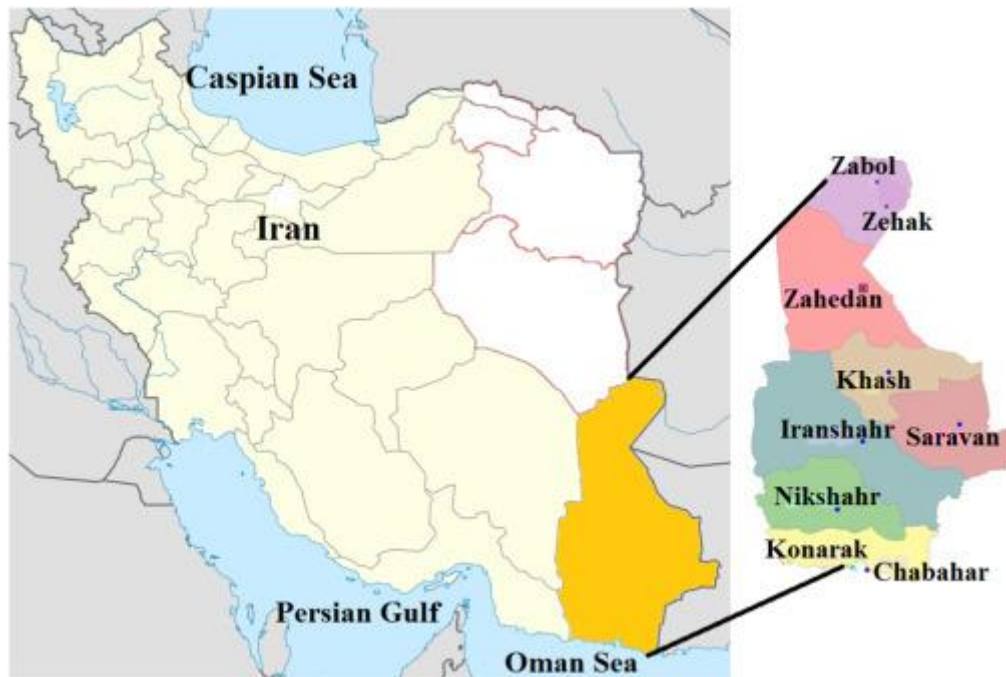 Caspian Sea
Iran
Persian Gulf
Oman Sea
Zabol
Zehak
Zahedan
Khash
Iranshahr
Saravan
Nikshahr
Konarak
Chabahar